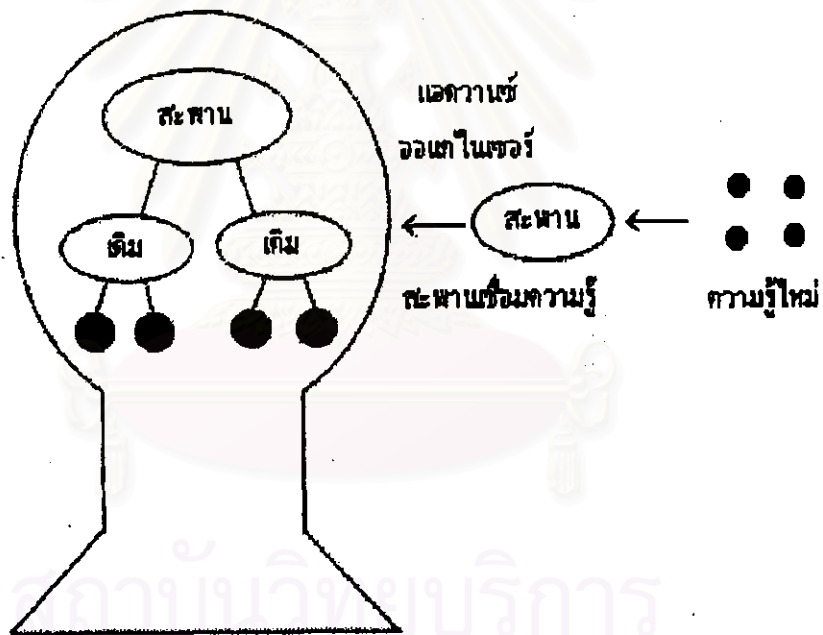 สะพาน
เดิม
เดิม
แอดวานซ์
ออแกไนเซอร์
สะพาน
สะพานเชื่อมความรู้
ความรู้ใหม่
สถาบันวิทยบริการ